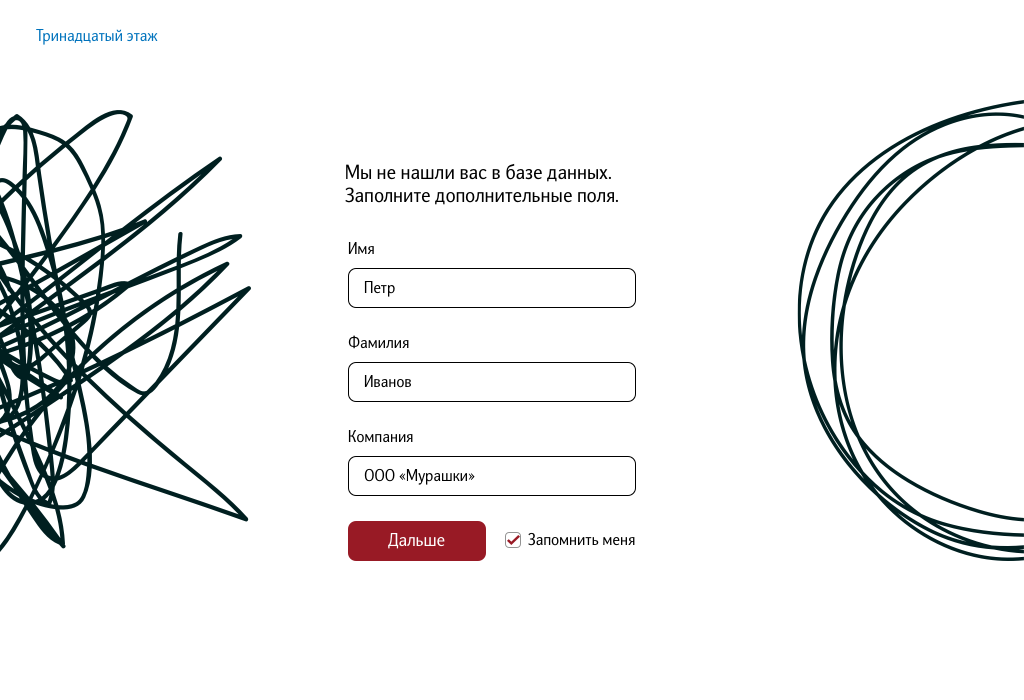 Тринадцатый этаж
Мы не нашли вас в базе данных.
Заполните дополнительные поля.
Имя
Петр
Фамилия
Иванов
Компания
ООО «Мурашки»
Дальше
Запомнить меня